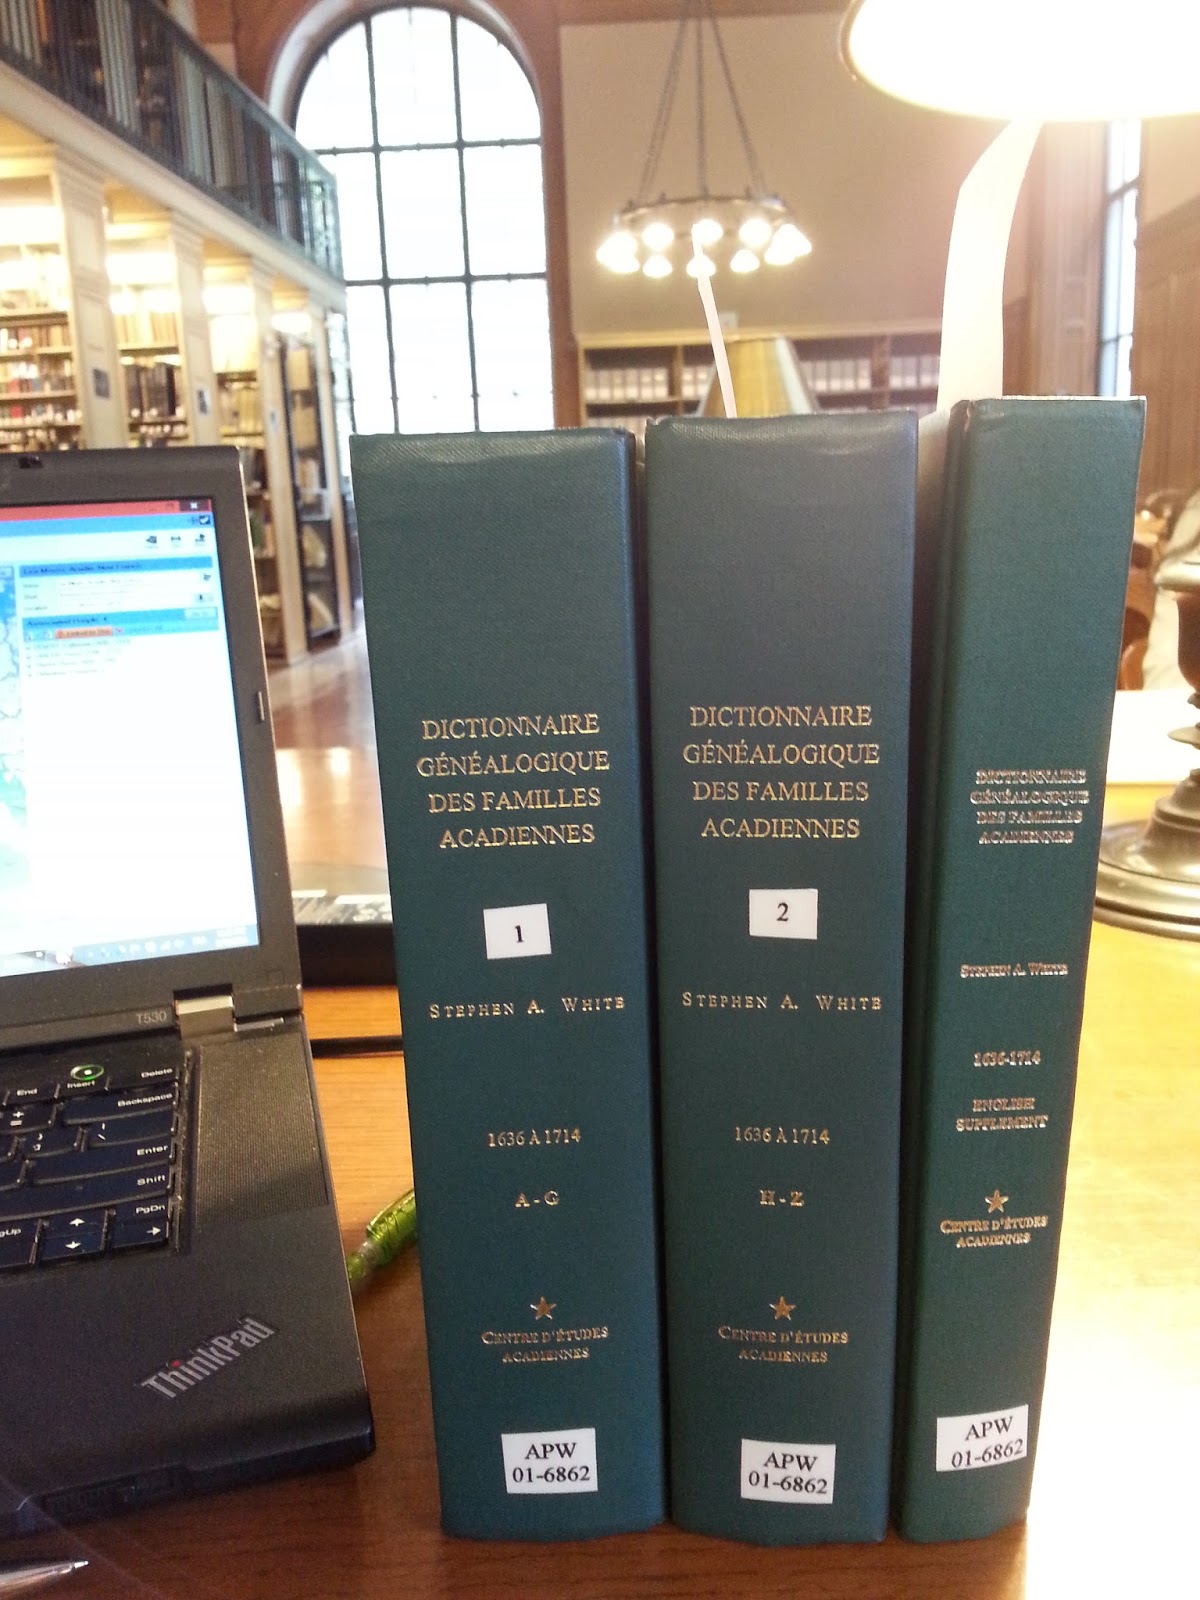 DICTIONNAIRE
GÉNÉALOGIQUE
DES FAMILLES
ACADIENNES
1
STEPHEN A. WHITE
1636 À 1714
A - G
CENTRE D'ÉTUDES
ACADIENNES
APW
01-6862
DICTIONNAIRE
GÉNÉALOGIQUE
DES FAMILLES
ACADIENNES
2
STEPHEN A. WHITE
1636 À 1714
H - Z
CENTRE D'ÉTUDES
ACADIENNES
APW
01-6862
DICTIONNAIRE
GÉNÉALOGIQUE
DES FAMILLES
ACADIENNES
STEPHEN A. WHITE
1636-1714
ENGLISH
SUPPLEMENT
CENTRE D'ÉTUDES
ACADIENNES
APW
01-6862
T530
End
Insert
Delete
Backspace
Enter
Shift
PgUp
PgDn
ThinkPad